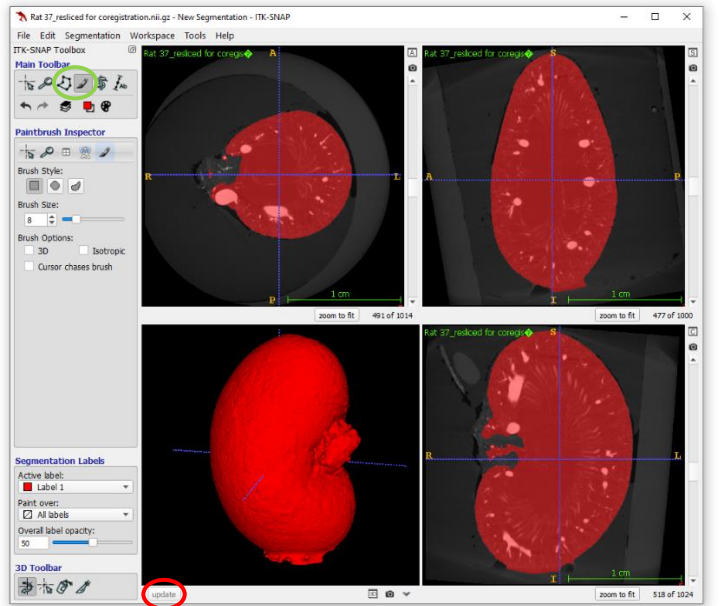 Rat 37_resliced for coregistration.nii.gz - New Segmentation - ITK-SNAP
File Edit Segmentation Workspace Tools Help
ITK-SNAP Toolbox
Main Toolbar
Paintbrush Inspector
Brush Style:
Brush Size:
8
Brush Options:
3D Isotropic
Cursor chases brush
Segmentation Labels
Active label:
Label 1
Paint over:
All labels
Overall label opacity:
50
3D Toolbar
Rat 37_resliced for coregis�
A
R
L
P
1 cm
A
zoom to fit 491 of 1014
Rat 37_resliced for coregis�
S
A
P
I
1 cm
S
zoom to fit 477 of 1000
update
3D
Rat 37_resliced for coregis�
S
R
L
I
1 cm
C
zoom to fit 518 of 1024